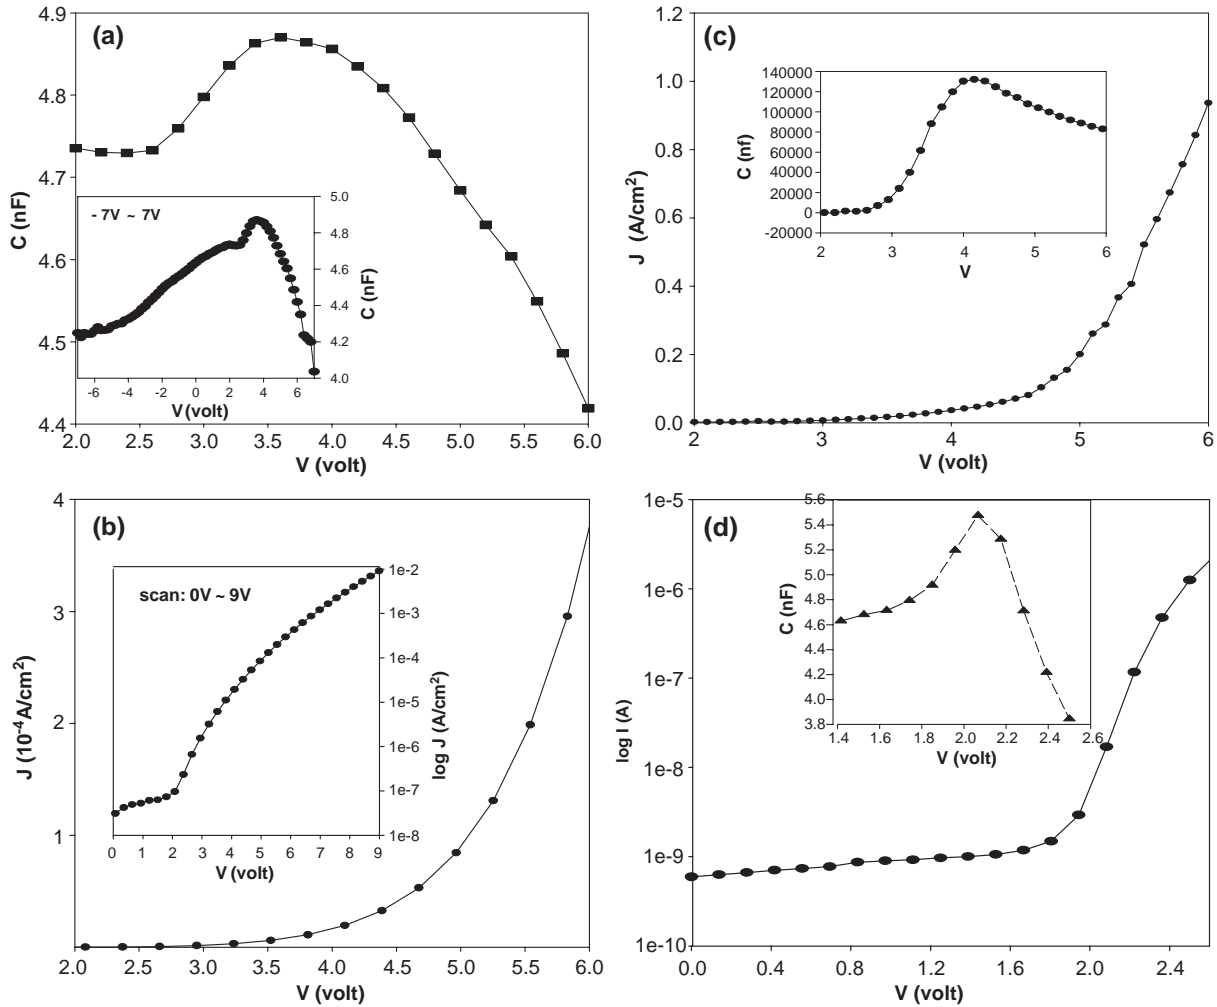 (a)
4.9
4.8
4.7
4.6
4.5
4.4
C (nF)
2.0 2.5 3.0 3.5 4.0 4.5 5.0 5.5 6.0
V (volt)
- 7V ~ 7V
5.0
4.8
4.6
4.4
4.2
4.0
C (nF)
-6 -4 -2 0 2 4 6
V(volt)
(c)
1.2
1.0
0.8
0.6
0.4
0.2
0.0
J (A/cm2)
2 3 4 5 6
V (volt)
140000
120000
100000
80000
60000
40000
20000
0
-20000
C (nf)
2 3 4 5 6
V
(b)
4
3
2
1
J (10-4A/cm2)
2.0 2.5 3.0 3.5 4.0 4.5 5.0 5.5 6.0
V (volt)
scan: 0V ~ 9V
1e-2
1e-3
1e-4
1e-5
1e-6
1e-7
1e-8
log J (A/cm2)
0 1 2 3 4 5 6 7 8 9
V (volt)
(d)
1e-5
1e-6
1e-7
1e-8
1e-9
1e-10
log I (A)
0.0 0.4 0.8 1.2 1.6 2.0 2.4
V (volt)
5.6
5.4
5.2
5.0
4.8
4.6
4.4
4.2
4.0
3.8
C (nF)
1.4 1.6 1.8 2.0 2.2 2.4 2.6
V (volt)